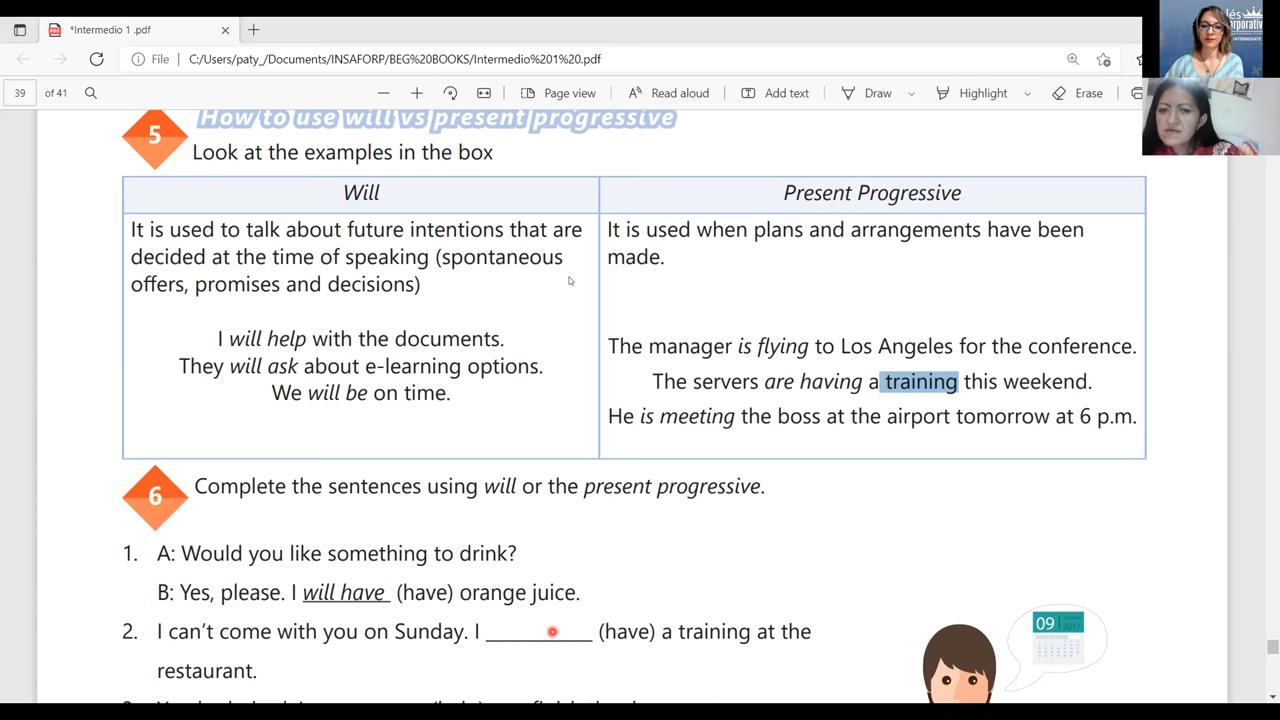 *Intermedio 1 .pdf
File C:/Users/paty_/Documents/INSAFORP/BEG%20BOOKS/Intermedio%201%20.pdf
39 of 41
Page view Read aloud Add text Draw Highlight Erase
INTERMEDIATE
5 How to use will vs present progressive
Look at the examples in the box
Will
It is used to talk about future intentions that are
decided at the time of speaking (spontaneous
offers, promises and decisions)
I will help with the documents.
They will ask about e-learning options.
We will be on time.
Present Progressive
It is used when plans and arrangements have been
made.
The manager is flying to Los Angeles for the conference.
The servers are having a training this weekend.
He is meeting the boss at the airport tomorrow at 6 p.m.
6 Complete the sentences using will or the present progressive.
1. A: Would you like something to drink?
B: Yes, please. I will have (have) orange juice.
2. I can't come with you on Sunday. I ___________ (have) a training at the
restaurant.
09